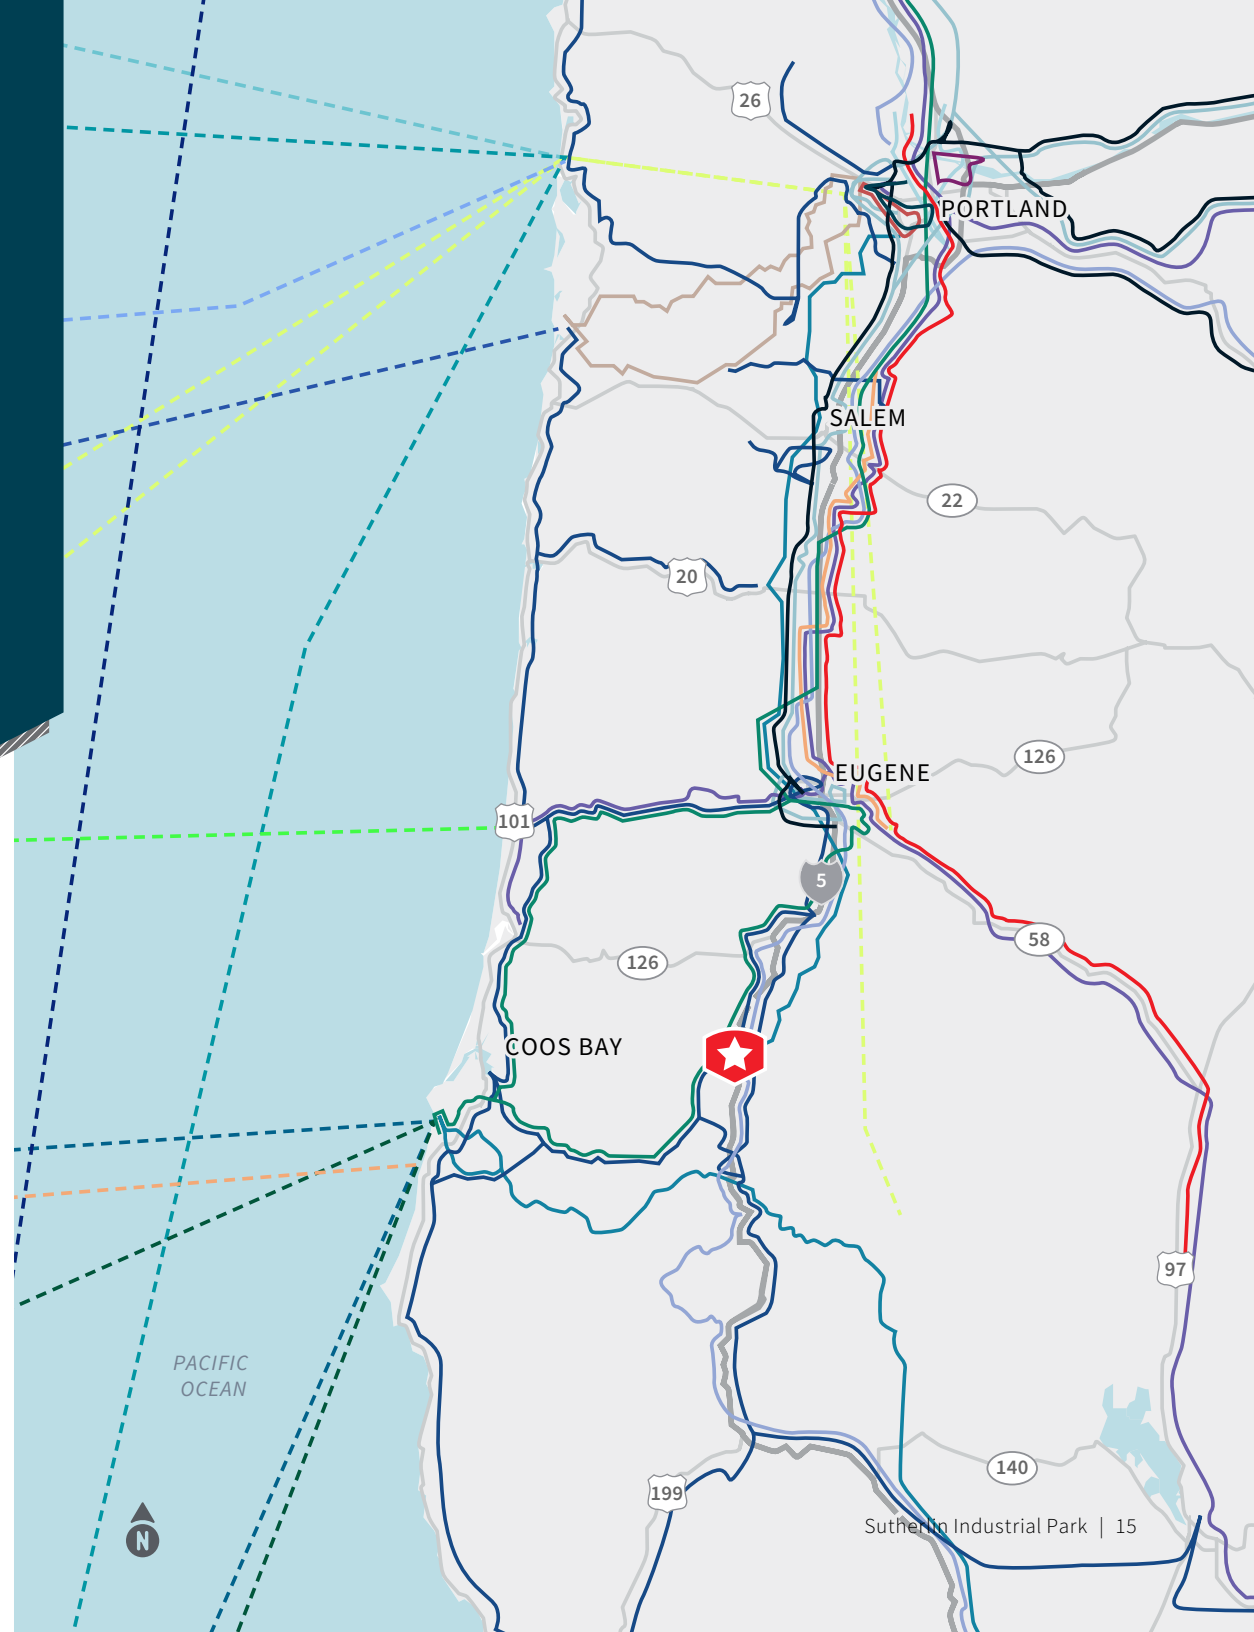 26
PORTLAND
SALEM
22
20
126
EUGENE
101
5
58
126
COOS BAY
97
PACIFIC
OCEAN
140
199
N
Sutherlin Industrial Park | 15